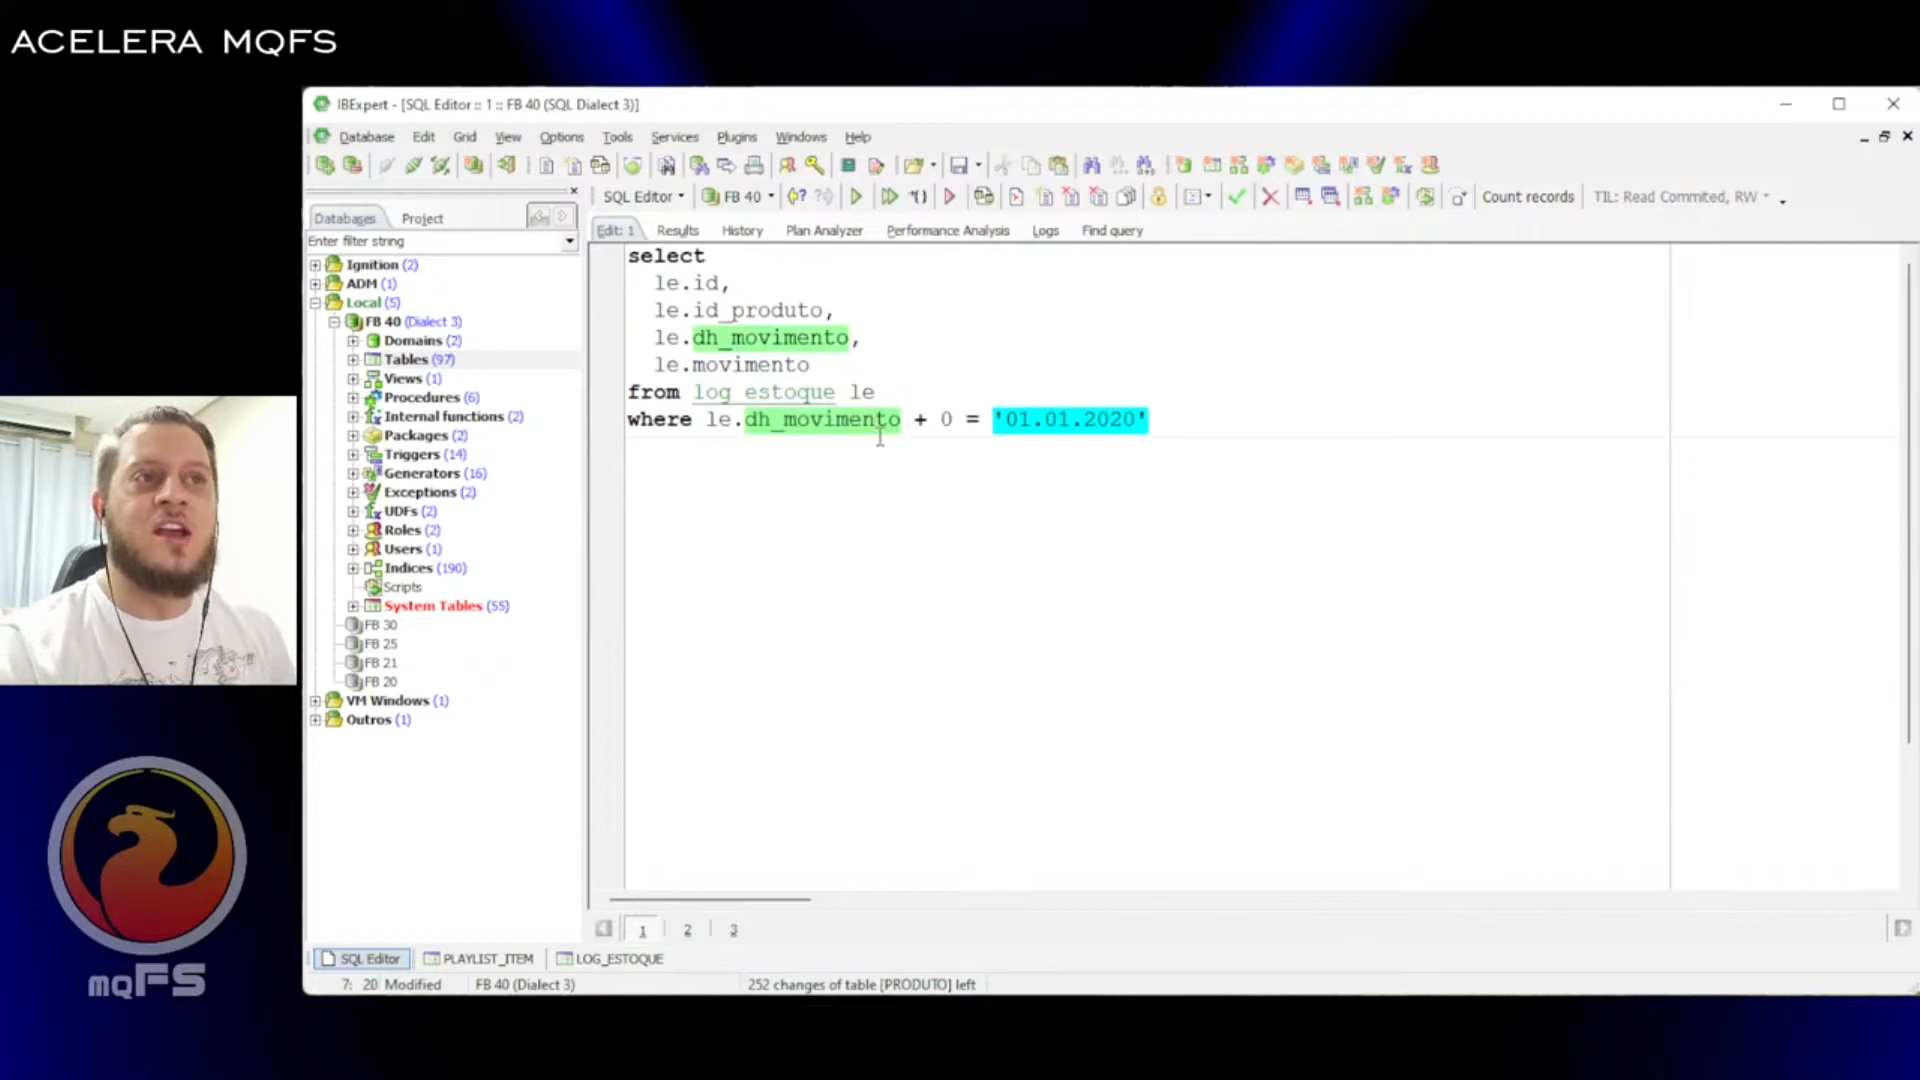 ACELERA MQFS
IBExpert - [SQL Editor :: 1 :: FB 40 (SQL Dialect 3)]
Database Edit Grid View Options Tools Services Plugins Windows Help
SQL Editor FB 40 Count records TIL: Read Commited, RW
Databases Project
Enter filter string
Edit: 1 Results History Plan Analyzer Performance Analysis Logs Find query
Ignition (2)
ADM (1)
Local (5)
FB 40 (Dialect 3)
Domains (2)
Tables (97)
Views (1)
Procedures (6)
Internal functions (2)
Packages (2)
Triggers (14)
Generators (16)
Exceptions (2)
UDFs (2)
Roles (2)
Users (1)
Indices (190)
Scripts
System Tables (55)
FB 30
FB 25
FB 21
FB 20
VM Windows (1)
Outros (1)
select
le.id,
le.id_produto,
le.dh_movimento,
le.movimento
from log_estoque le
where le.dh_movimento + 0 = '01.01.2020'
1 2 3
SQL Editor PLAYLIST_ITEM LOG_ESTOQUE
7: 20 Modified FB 40 (Dialect 3) 252 changes of table [PRODUTO] left
mqFS